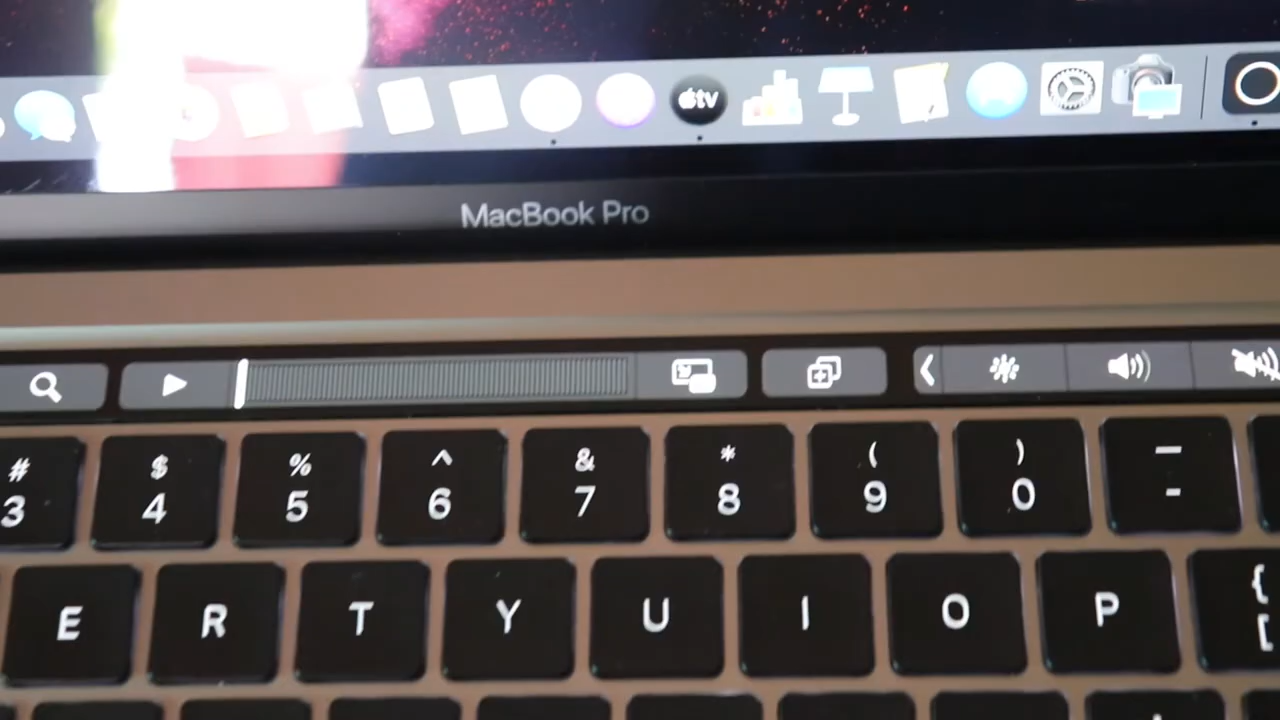 tv
MacBook Pro
# $ % ^ & * ( ) —
3 4 5 6 7 8 9 0 -
E R T Y U I O P {
[